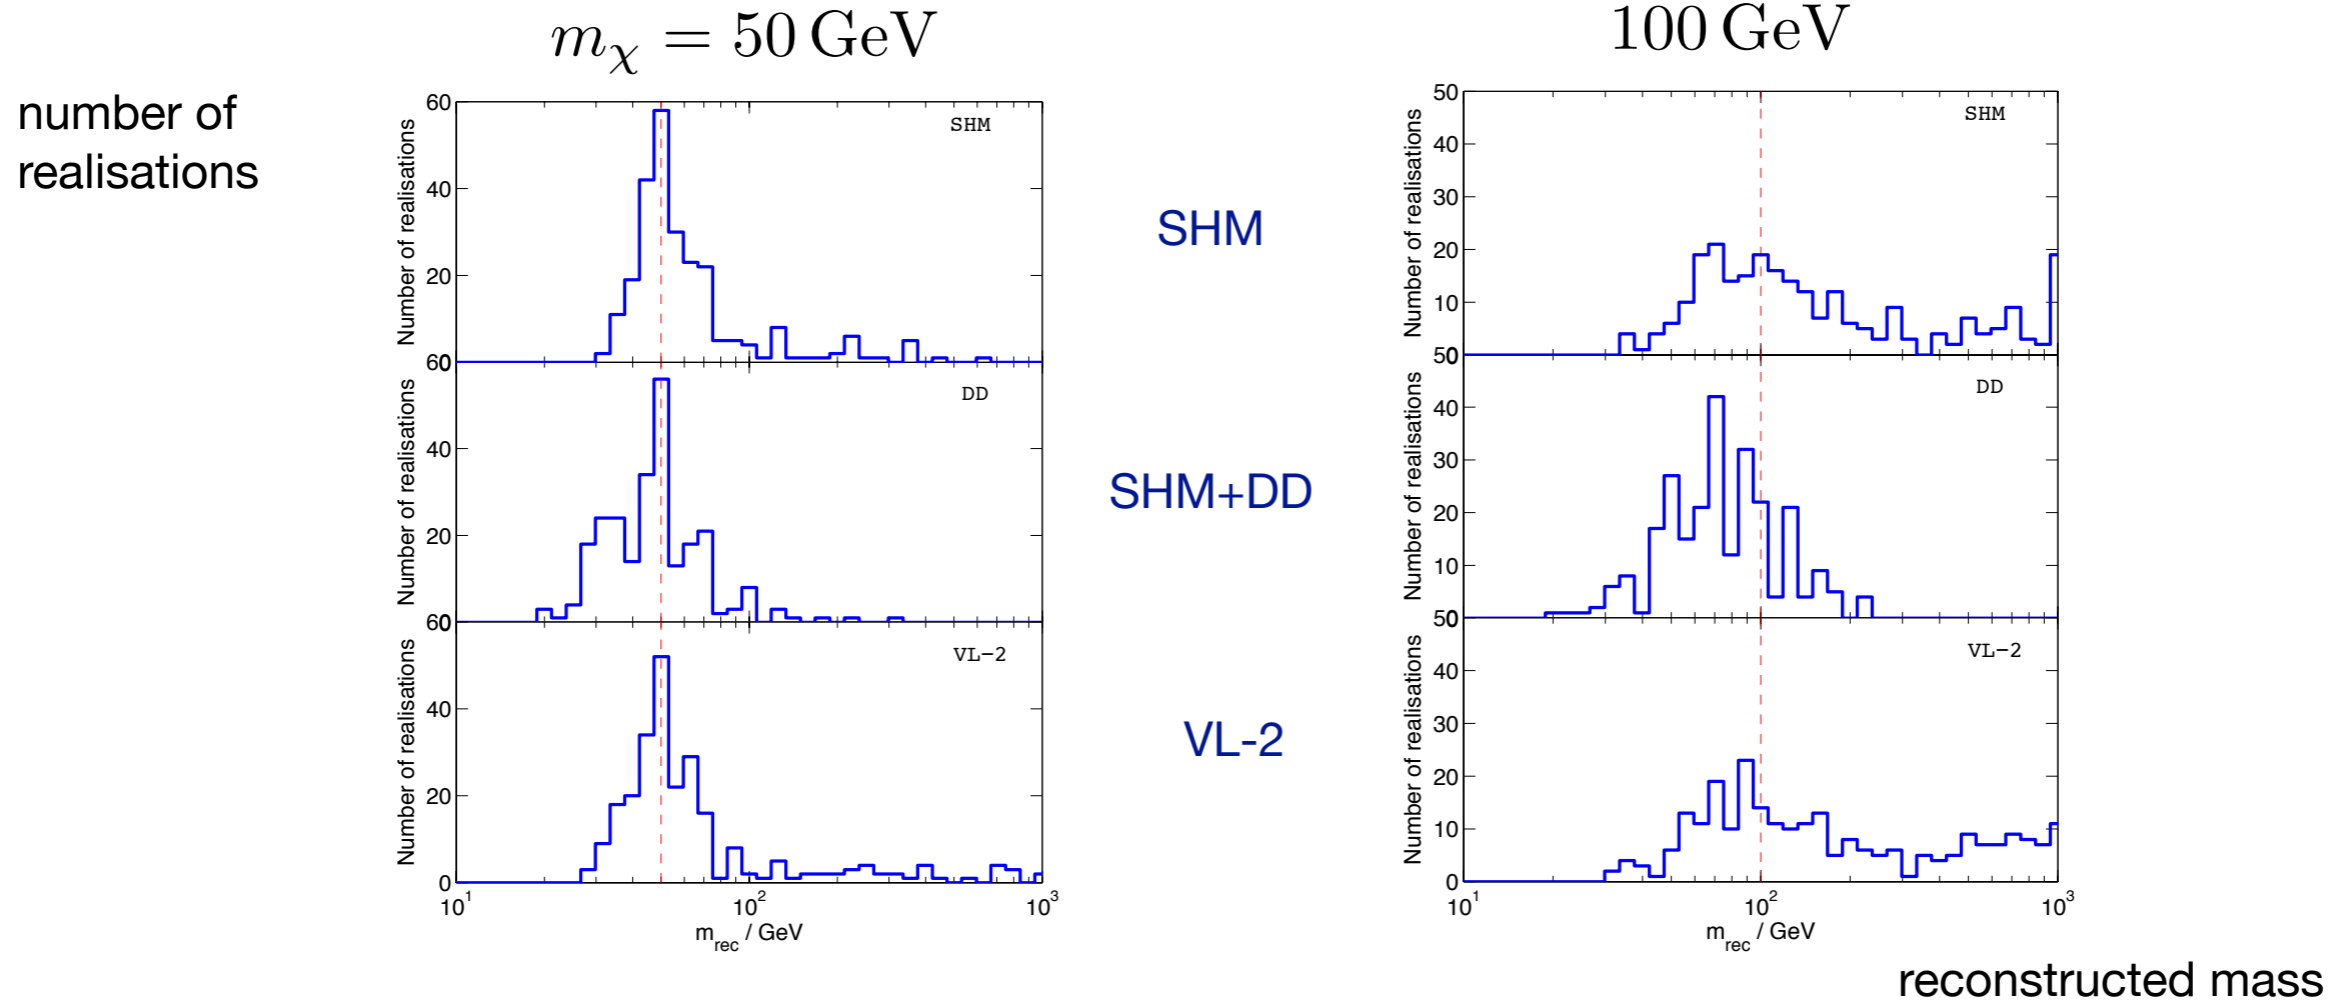 m_χ = 50 GeV
100 GeV
number of
realisations
60
40
20
60
0
Number of realisations
SHM
40
20
60
0
Number of realisations
DD
40
20
0
Number of realisations
VL−2
10^1
10^2
10^3
m_rec / GeV
SHM
SHM+DD
VL-2
50
40
30
20
10
50
0
Number of realisations
SHM
40
30
20
10
50
0
Number of realisations
DD
40
30
20
10
0
Number of realisations
VL−2
10^1
10^2
10^3
m_rec / GeV
reconstructed mass